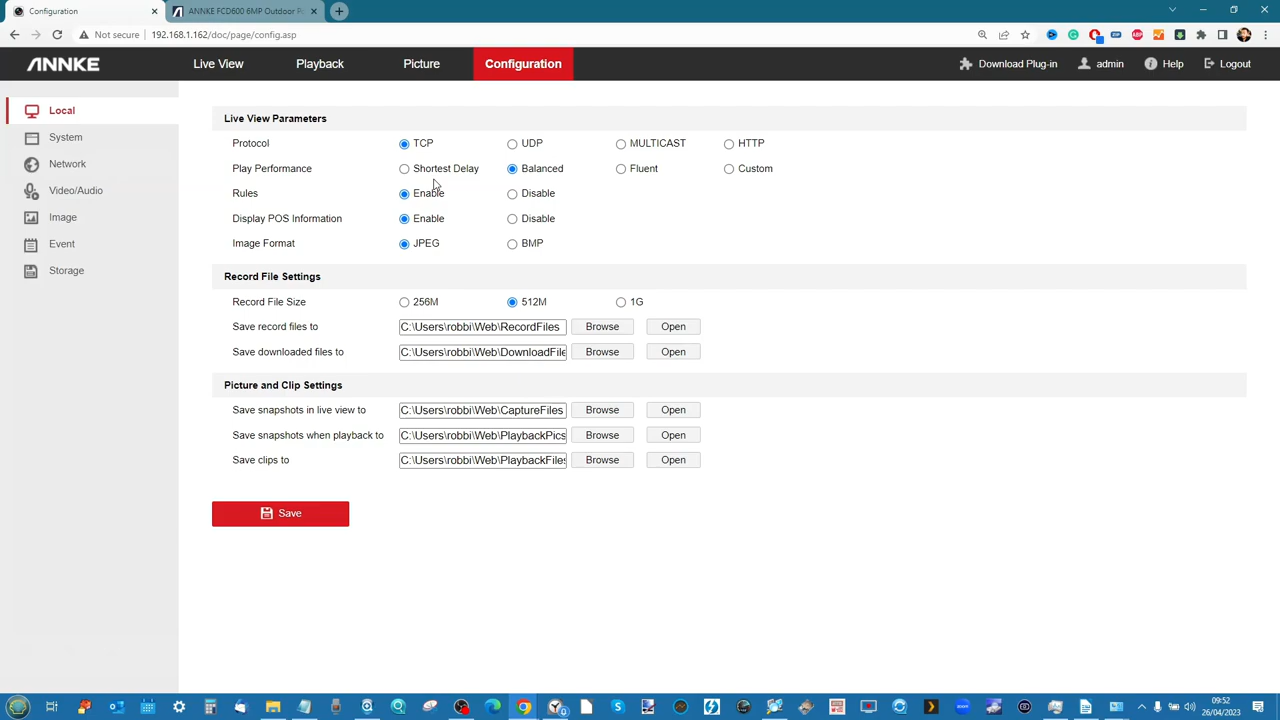 Configuration
ANNKE FCD600 6MP Outdoor Po
Not secure 192.168.1.162/doc/page/config.asp
ANNKE Live View Playback Picture Configuration Download Plug-in admin Help Logout
Local
System
Network
Video/Audio
Image
Event
Storage
Live View Parameters
Protocol TCP UDP MULTICAST HTTP
Play Performance Shortest Delay Balanced Fluent Custom
Rules Enable Disable
Display POS Information Enable Disable
Image Format JPEG BMP
Record File Settings
Record File Size 256M 512M 1G
Save record files to C:\Users\robbi\Web\RecordFiles Browse Open
Save downloaded files to C:\Users\robbi\Web\DownloadFile Browse Open
Picture and Clip Settings
Save snapshots in live view to C:\Users\robbi\Web\CaptureFiles Browse Open
Save snapshots when playback to C:\Users\robbi\Web\PlaybackPics Browse Open
Save clips to C:\Users\robbi\Web\PlaybackFiles Browse Open
Save
09:52
26/04/2023